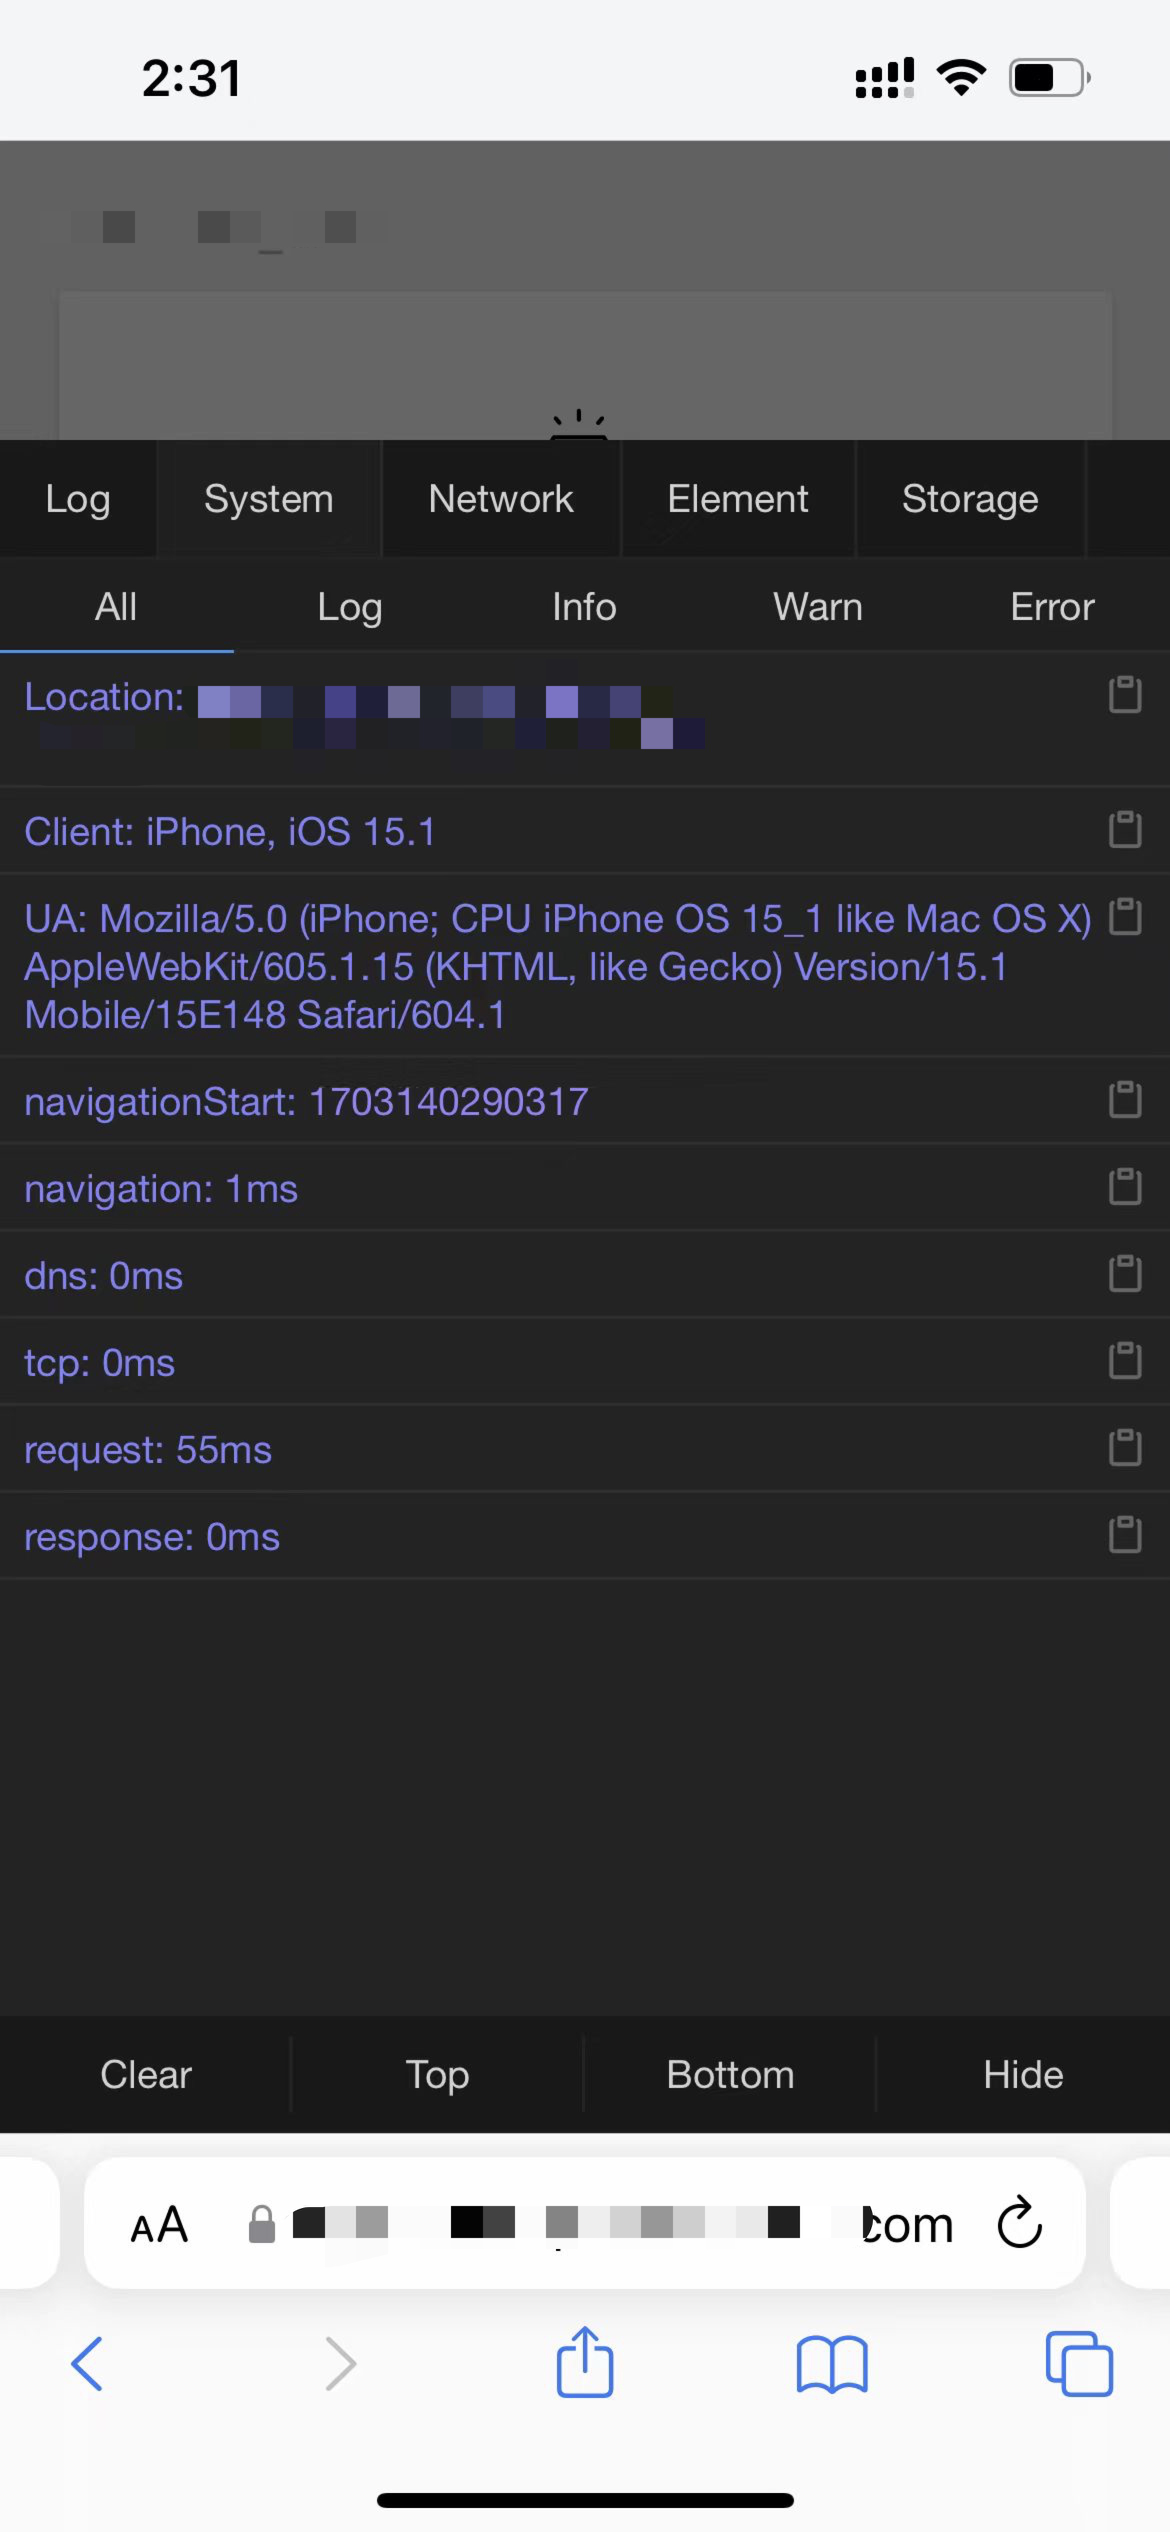 2:31
Log System Network Element Storage
All Log Info Warn Error
Location:
Client: iPhone, iOS 15.1
UA: Mozilla/5.0 (iPhone; CPU iPhone OS 15_1 like Mac OS X)
AppleWebKit/605.1.15 (KHTML, like Gecko) Version/15.1
Mobile/15E148 Safari/604.1
navigationStart: 1703140290317
navigation: 1ms
dns: 0ms
tcp: 0ms
request: 55ms
response: 0ms
Clear Top Bottom Hide
AA com